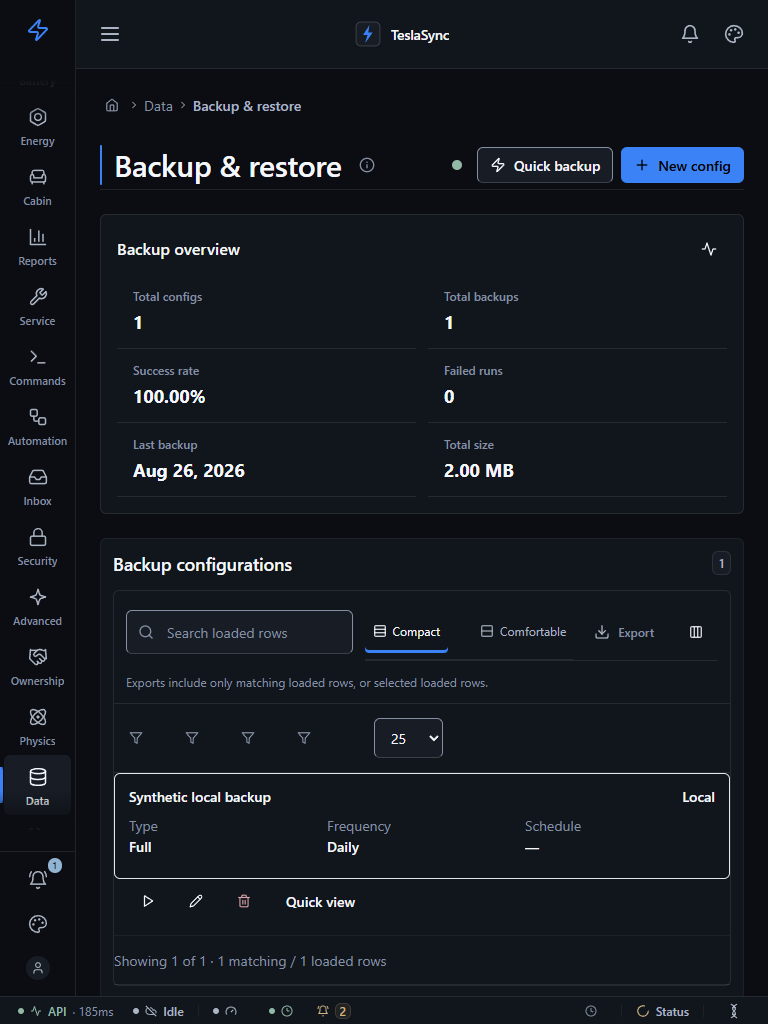 TeslaSync
Battery
Energy
Cabin
Reports
Service
Commands
Automation
Inbox
Security
Advanced
Ownership
Physics
Data
1
Data
Backup & restore
Backup & restore
Quick backup
New config
Backup overview
Total configs
1
Total backups
1
Success rate
100.00%
Failed runs
0
Last backup
Aug 26, 2026
Total size
2.00 MB
Backup configurations
1
Search loaded rows
Compact
Comfortable
Export
Exports include only matching loaded rows, or selected loaded rows.
25
Synthetic local backup
Local
Type
Full
Frequency
Daily
Schedule
—
Quick view
Showing 1 of 1 · 1 matching / 1 loaded rows
API · 185ms
Idle
2
Status